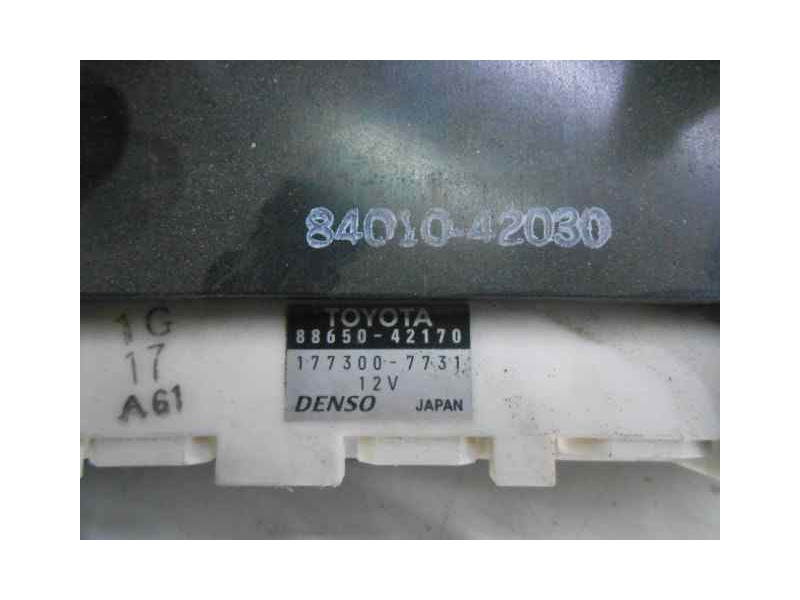 84010-42030
1G
17
A61
TOYOTA
88650-42170
177300-7731
12V
DENSO JAPAN